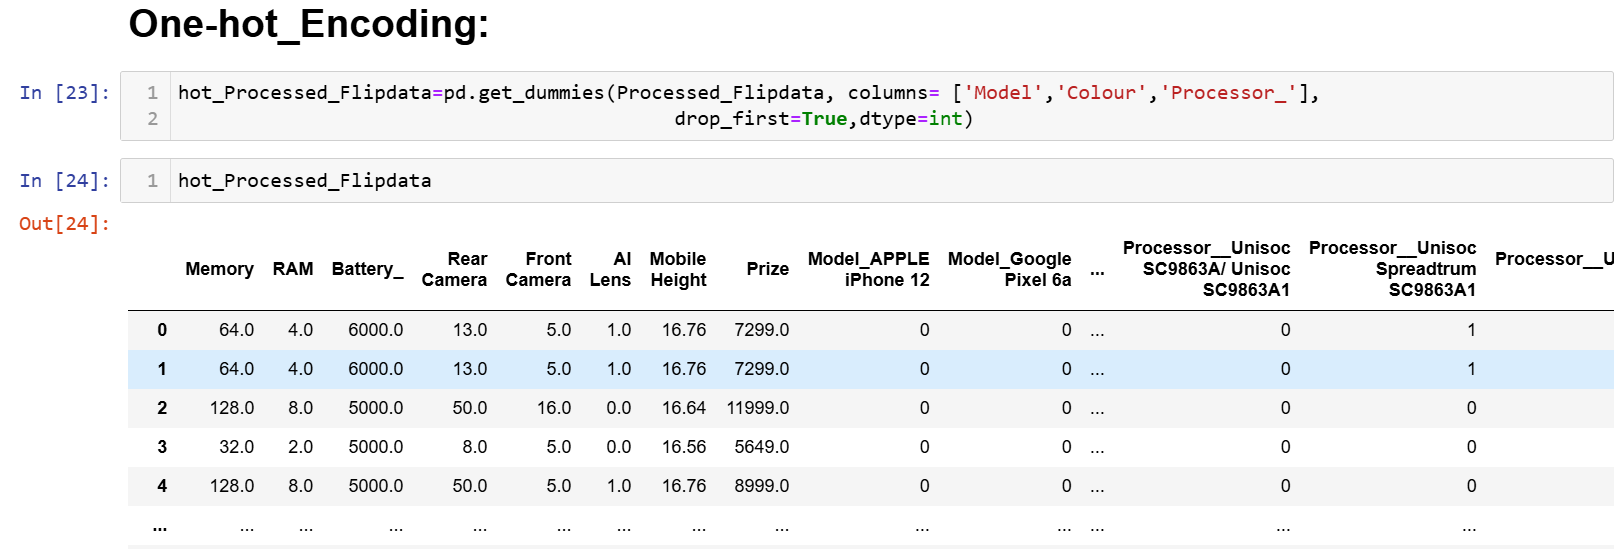 One-hot_Encoding:
In [23]: 1 hot_Processed_Flipdata=pd.get_dummies(Processed_Flipdata, columns= ['Model','Colour','Processor_'],
2 drop_first=True,dtype=int)
In [24]: 1 hot_Processed_Flipdata
Out[24]:
Memory RAM Battery_ Rear Camera Front Camera AI Lens Mobile Height Prize Model_APPLE iPhone 12 Model_Google Pixel 6a ... Processor__Unisoc SC9863A/ Unisoc SC9863A1 Processor__Unisoc Spreadtrum SC9863A1 Processor__U
0 64.0 4.0 6000.0 13.0 5.0 1.0 16.76 7299.0 0 0 ... 0 1
1 64.0 4.0 6000.0 13.0 5.0 1.0 16.76 7299.0 0 0 ... 0 1
2 128.0 8.0 5000.0 50.0 16.0 0.0 16.64 11999.0 0 0 ... 0 0
3 32.0 2.0 5000.0 8.0 5.0 0.0 16.56 5649.0 0 0 ... 0 0
4 128.0 8.0 5000.0 50.0 5.0 1.0 16.76 8999.0 0 0 ... 0 0
... ... ... ... ... ... ... ... ... ... ... ... ... ...